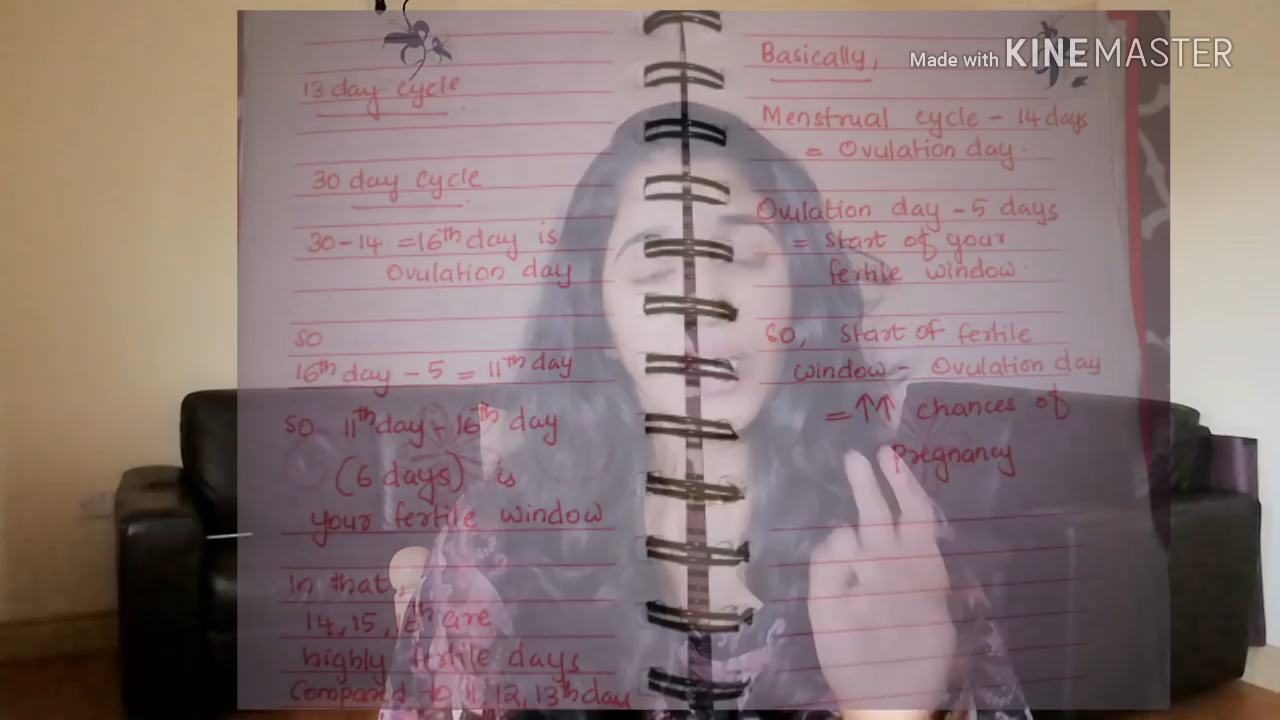 Made with KINEMASTER
13 day cycle
30 day cycle
30-14 = 16th day is
Ovulation day
so
16th day - 5 = 11th day
so 11th day - 16th day
(6 days) is
your fertile window
In that,
14, 15, 16th are
highly fertile days
Compared to 11, 12, 13th day
Basically,
Menstrual cycle - 14 days
= Ovulation day.
Ovulation day - 5 days
= start of your
fertile window.
So, start of fertile
window - Ovulation day
= ↑↑ chances of
pregnancy